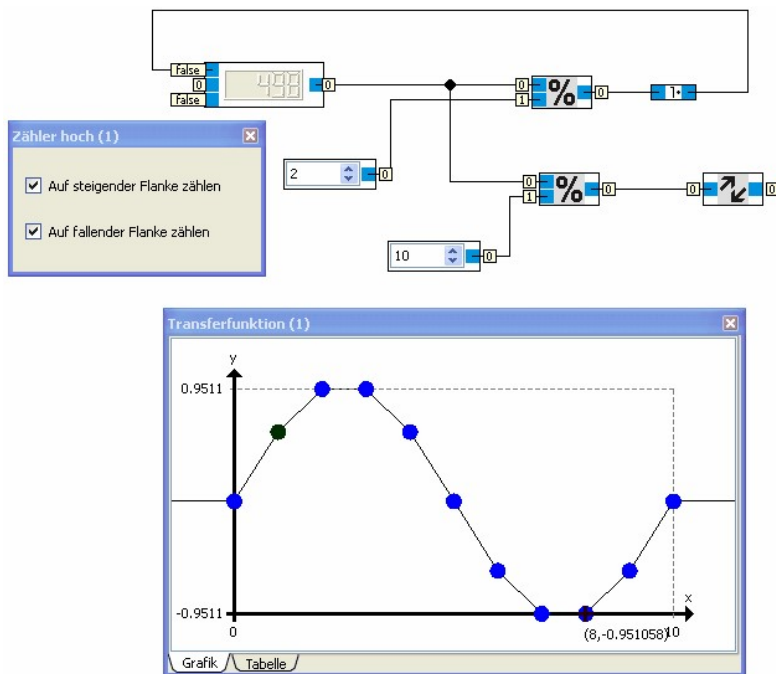 false
0
498
0
false
0
1
%
0
1
Zähler hoch (1)
Auf steigender Flanke zählen
Auf fallender Flanke zählen
2
0
0
1
%
0
0
0
10
0
Transferfunktion (1)
y
0.9511
-0.9511
x
0
(8,-0.951058)
10
Grafik
Tabelle